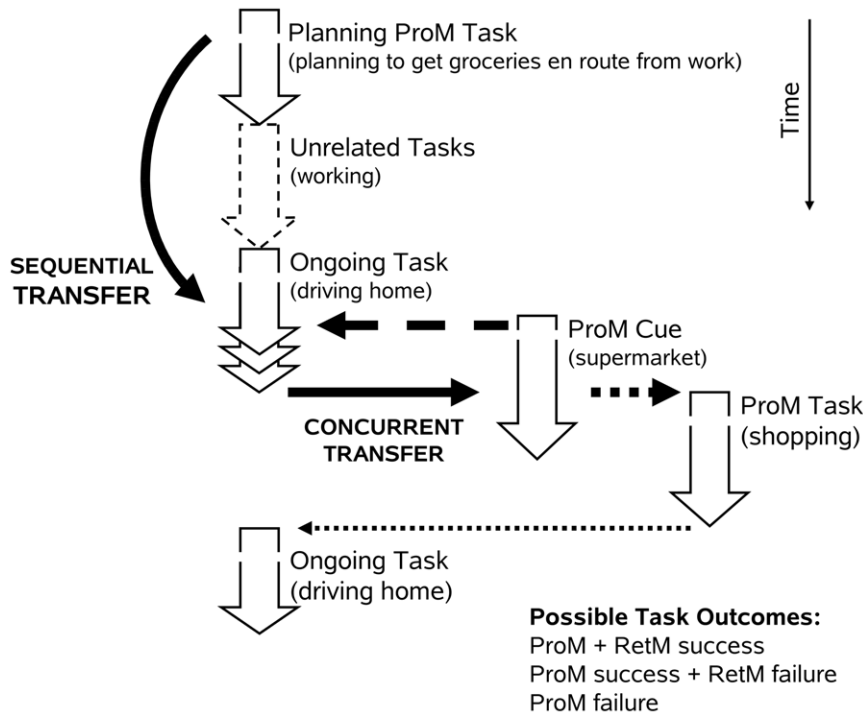 Planning ProM Task
(planning to get groceries en route from work)
Time
Unrelated Tasks
(working)
SEQUENTIAL
TRANSFER
Ongoing Task
(driving home)
ProM Cue
(supermarket)
CONCURRENT
TRANSFER
ProM Task
(shopping)
Ongoing Task
(driving home)
Possible Task Outcomes:
ProM + RetM success
ProM success + RetM failure
ProM failure